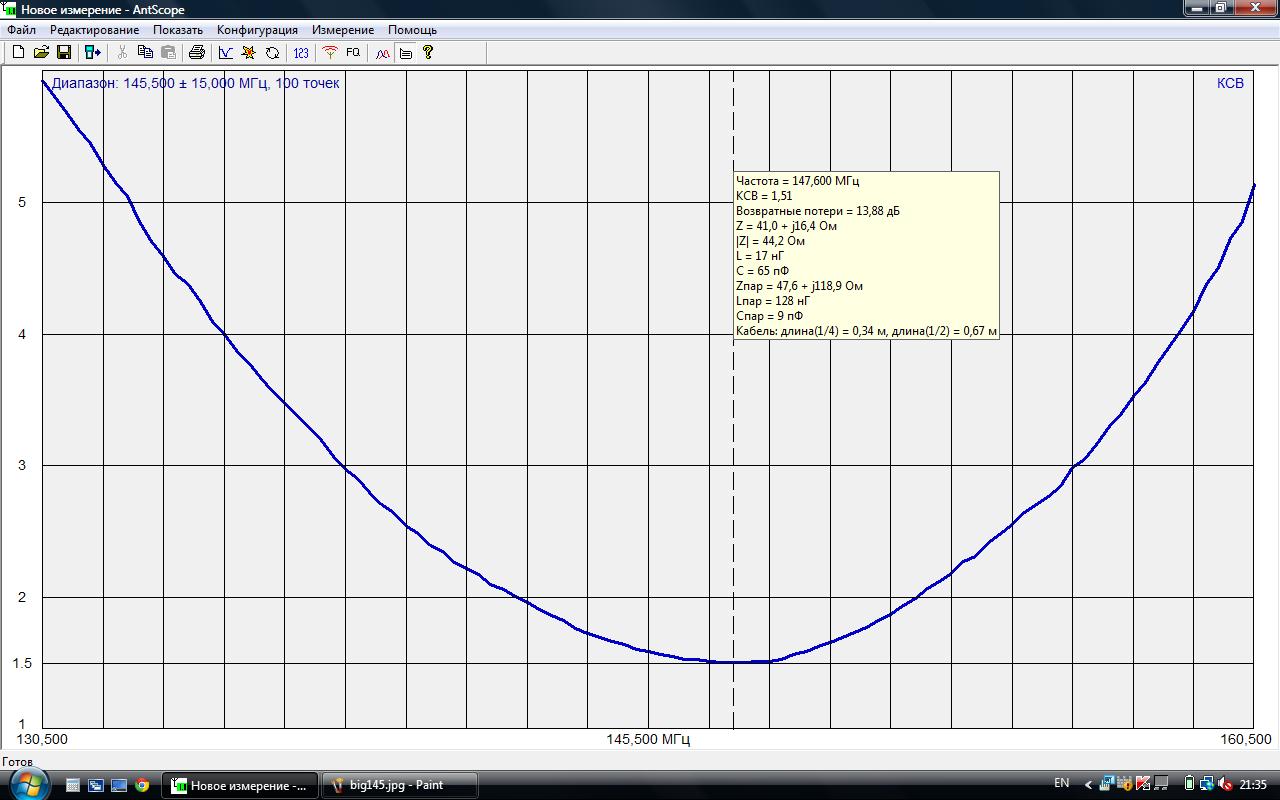 Новое измерение - AntScope
Файл Редактирование Показать Конфигурация Измерение Помощь
123 FQ ?
Диапазон: 145,500 ± 15,000 МГц, 100 точек
КСВ
Частота = 147,600 МГц
КСВ = 1,51
Возвратные потери = 13,88 дБ
Z = 41,0 + j16,4 Ом
|Z| = 44,2 Ом
L = 17 нГ
C = 65 пФ
Zпар = 47,6 + j118,9 Ом
Lпар = 128 нГ
Cпар = 9 пФ
Кабель: длина(1/4) = 0,34 м, длина(1/2) = 0,67 м
5
4
3
2
1.5
1
130,500 145,500 МГц 160,500
Готов
Новое измерение -... big145.jpg - Paint EN 21:35